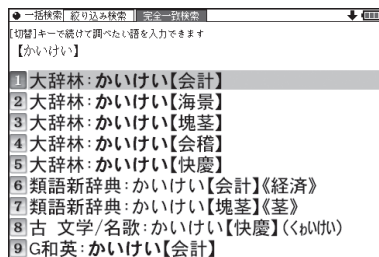 一括検索 絞り込み検索 完全一致検索
[切替]キーで続けて調べたい語を入力できます
【かいけい】
1 大辞林:かいけい【会計】
2 大辞林:かいけい【海景】
3 大辞林:かいけい【塊茎】
4 大辞林:かいけい【会稽】
5 大辞林:かいけい【快慶】
6 類語新辞典:かいけい【会計】《経済》
7 類語新辞典:かいけい【塊茎】《茎》
8 古 文学/名歌:かいけい【快慶】(くゎいけい)
9 G和英:かいけい【会計】